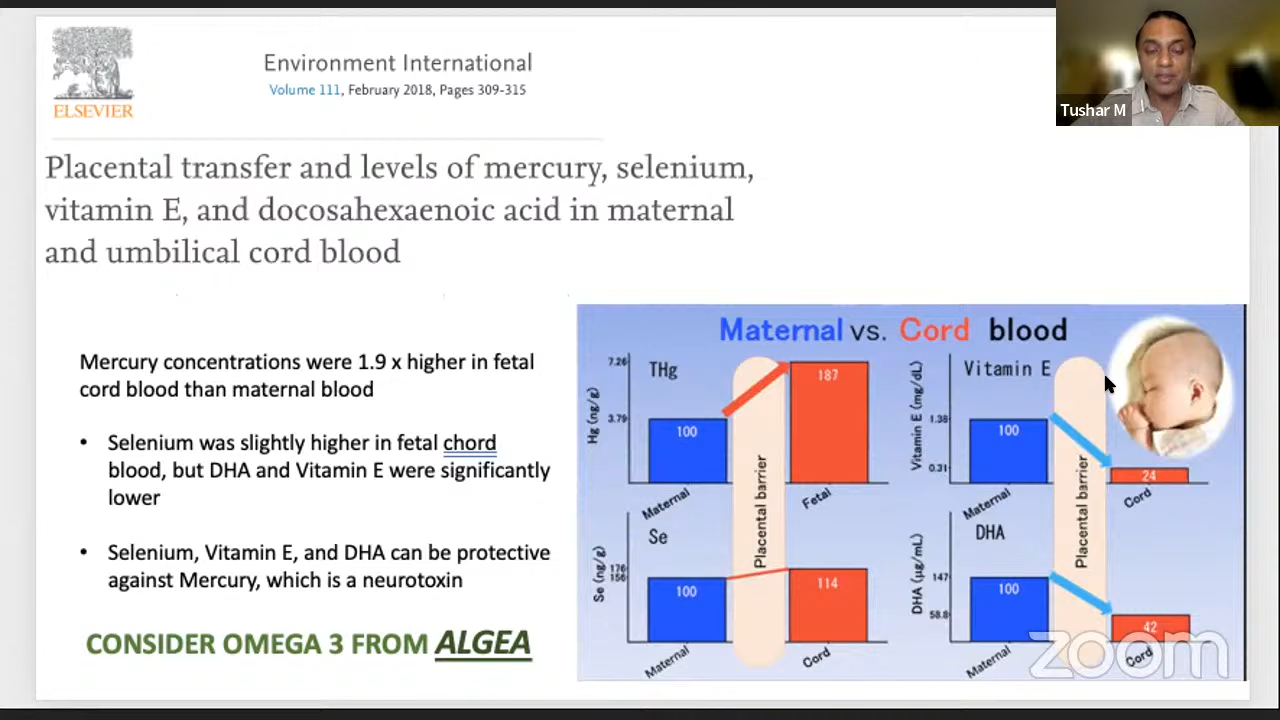 ELSEVIER
Environment International
Volume 111, February 2018, Pages 309-315
Tushar M
Placental transfer and levels of mercury, selenium,
vitamin E, and docosahexaenoic acid in maternal
and umbilical cord blood
Mercury concentrations were 1.9 x higher in fetal
cord blood than maternal blood
• Selenium was slightly higher in fetal chord
blood, but DHA and Vitamin E were significantly
lower
• Selenium, Vitamin E, and DHA can be protective
against Mercury, which is a neurotoxin
CONSIDER OMEGA 3 FROM ALGEA
Maternal vs. Cord blood
THg
Hg (ng/g)
7.26
3.79
100
187
Maternal
Placental barrier
Fetal
Vitamin E
Vitamin E (mg/dL)
1.38
0.31
100
24
Maternal
Placental barrier
Cord
Se
Se (ng/g)
176
156
100
114
Maternal
Cord
DHA
DHA (µg/mL)
147
58.8
100
42
Maternal
Cord
zoom